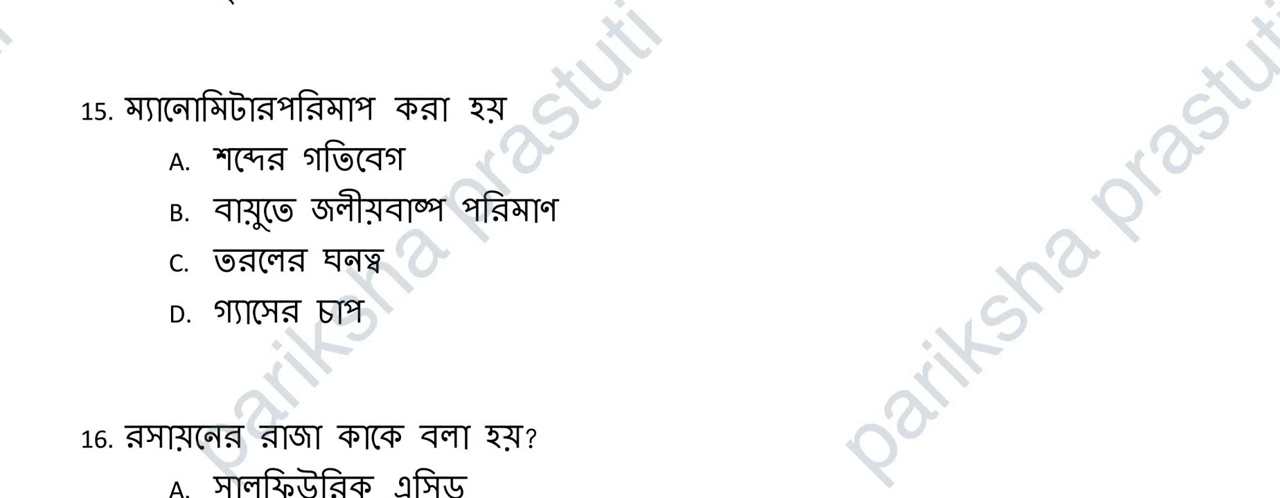 15. ম্যানোমিটারপরিমাপ করা হয়
A. শব্দের গতিবেগ
B. বায়ুতে জলীয়বাষ্প পরিমাণ
C. তরলের ঘনত্ব
D. গ্যাসের চাপ
16. রসায়নের রাজা কাকে বলা হয়?
A. সালফিউরিক এসিড
pariksha prastuti
pariksha prastuti